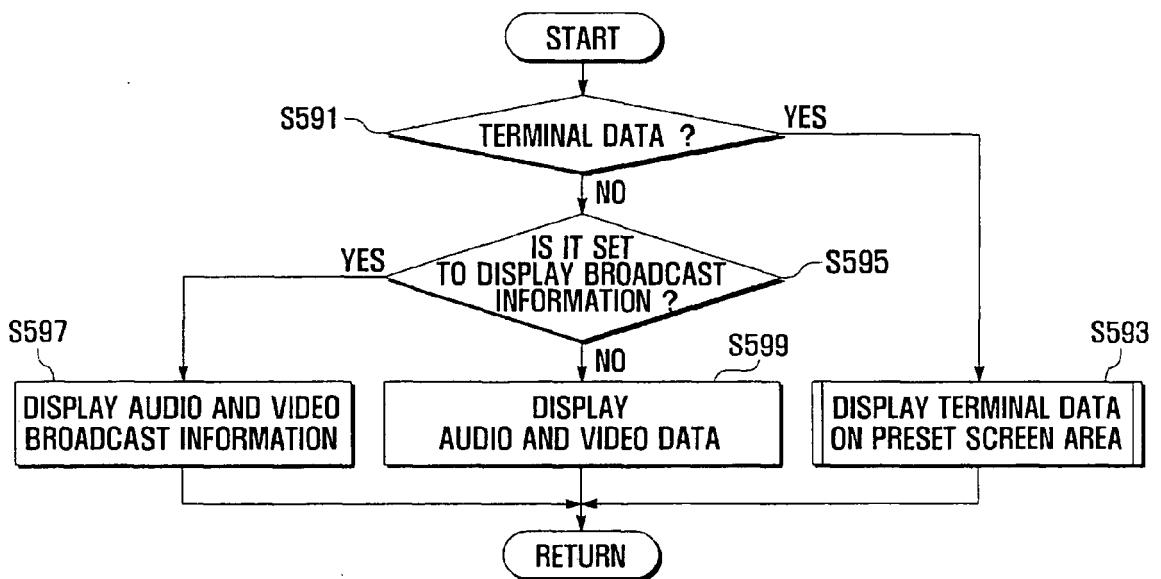 START
S591
TERMINAL DATA ?
YES
NO
IS IT SET
TO DISPLAY BROADCAST
INFORMATION ?
YES
S595
NO
S597
DISPLAY AUDIO AND VIDEO
BROADCAST INFORMATION
S599
DISPLAY
AUDIO AND VIDEO DATA
S593
DISPLAY TERMINAL DATA
ON PRESET SCREEN AREA
RETURN